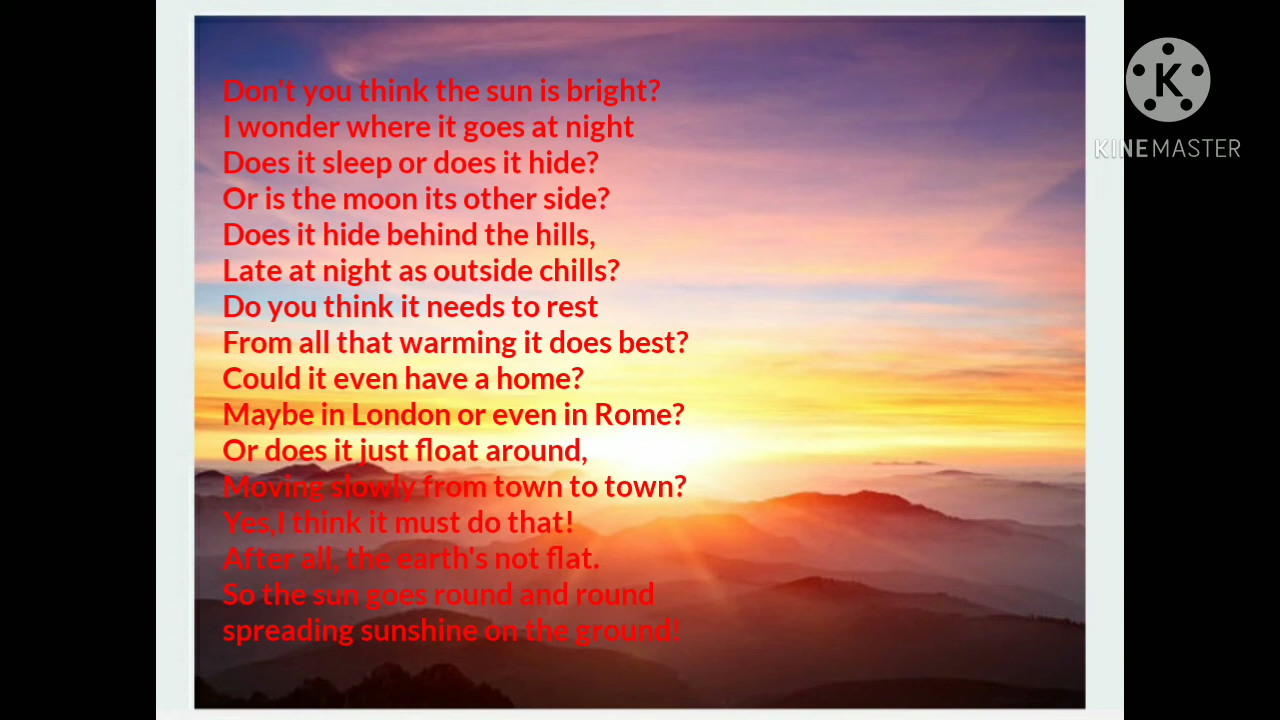 Don't you think the sun is bright?
I wonder where it goes at night
Does it sleep or does it hide?
Or is the moon its other side?
Does it hide behind the hills,
Late at night as outside chills?
Do you think it needs to rest
From all that warming it does best?
Could it even have a home?
Maybe in London or even in Rome?
Or does it just float around,
Moving slowly from town to town?
Yes,I think it must do that!
After all, the earth's not flat.
So the sun goes round and round
spreading sunshine on the ground!
K
KINEMASTER